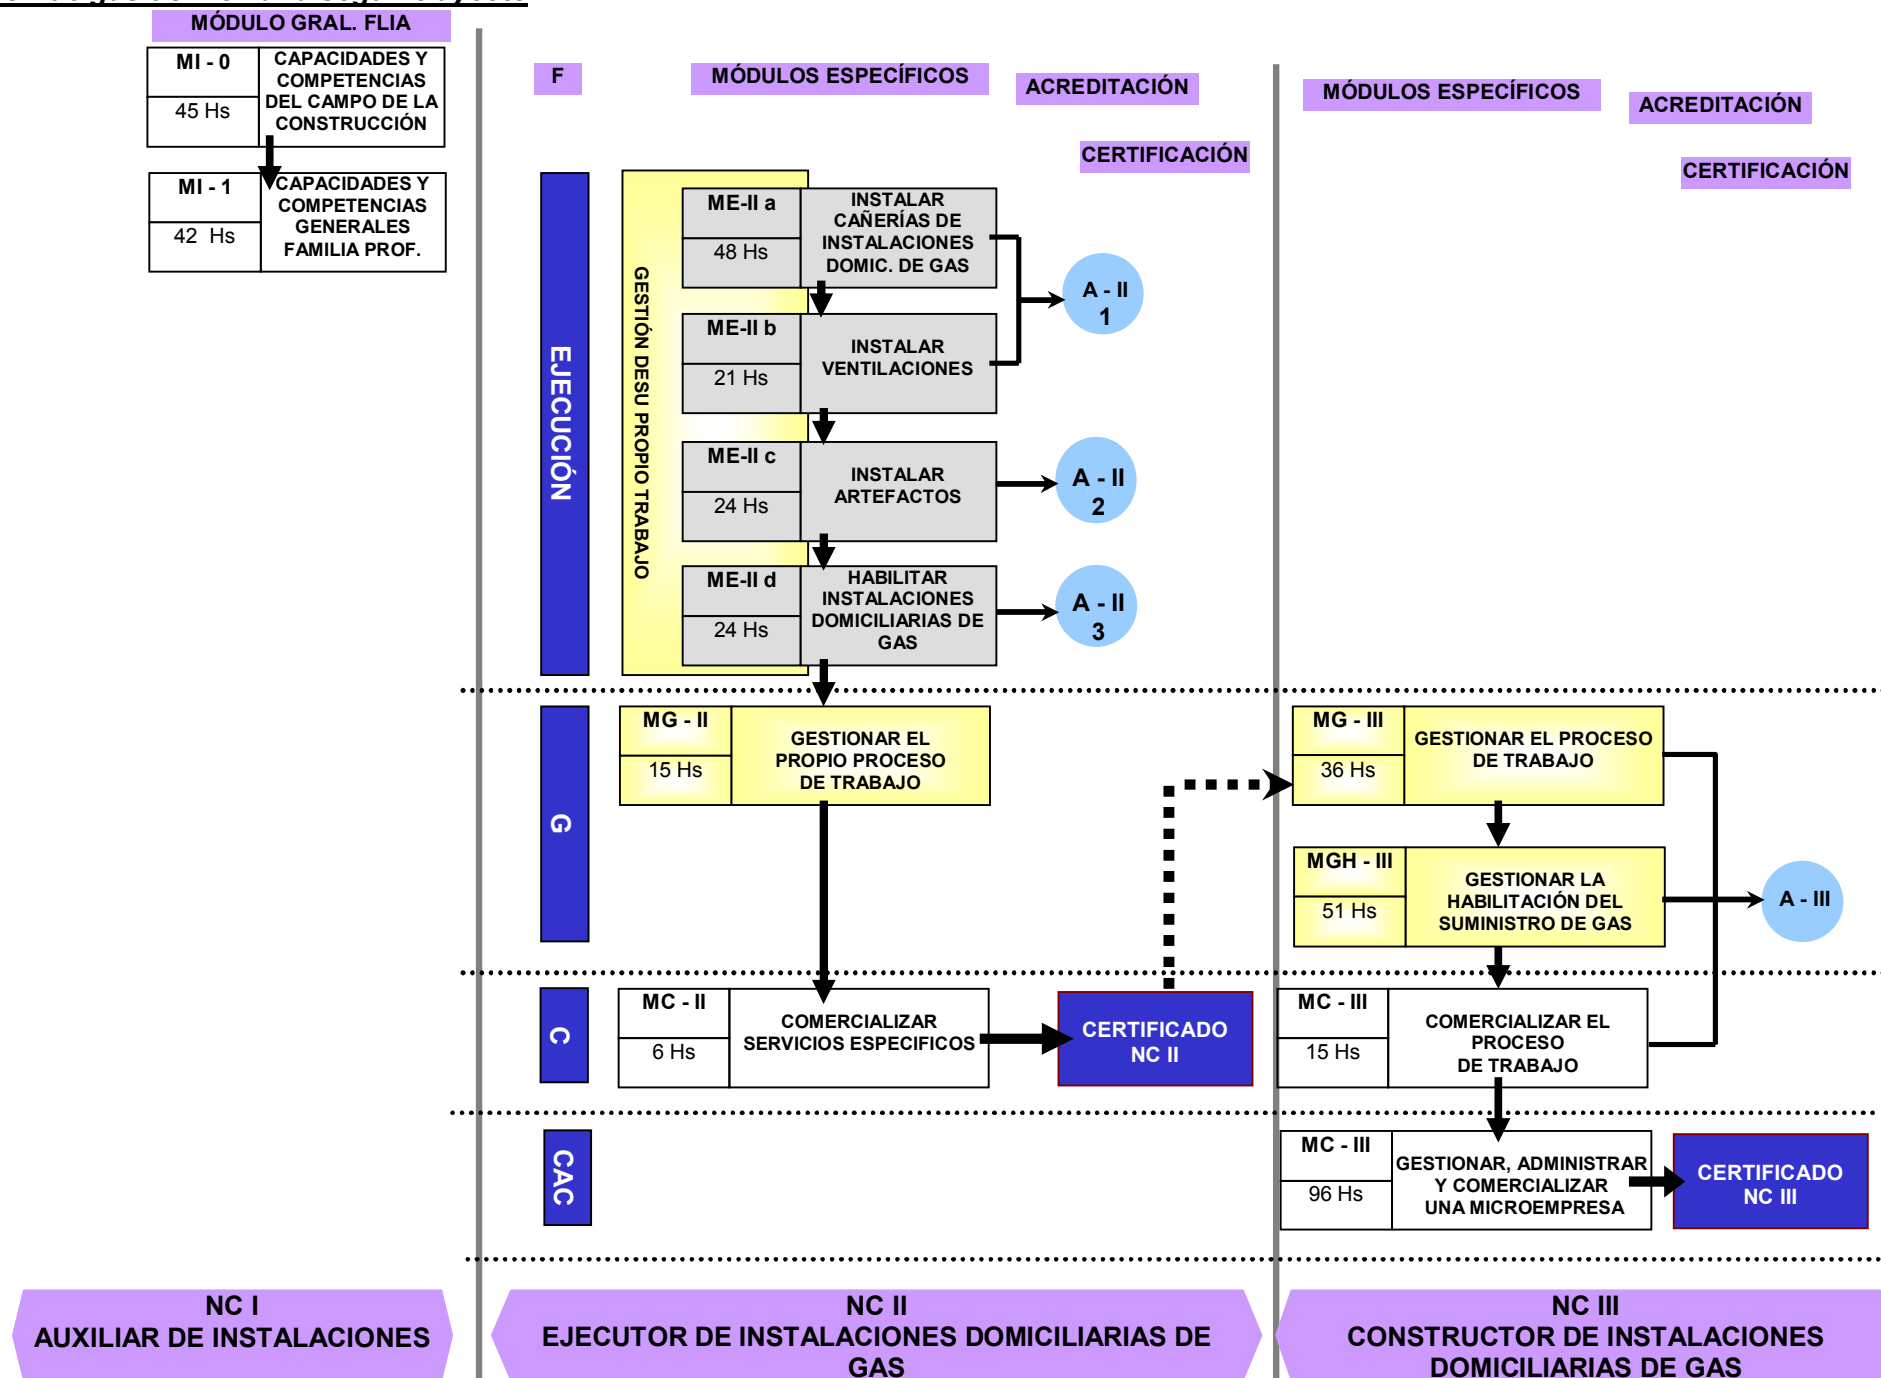 MÓDULO GRAL. FLIA
MI - 0
45 Hs
CAPACIDADES Y
COMPETENCIAS
DEL CAMPO DE LA
CONSTRUCCIÓN
MI - 1
42 Hs
CAPACIDADES Y
COMPETENCIAS
GENERALES
FAMILIA PROF.
F
MÓDULOS ESPECÍFICOS
ACREDITACIÓN
CERTIFICACIÓN
EJECUCIÓN
GESTIÓN DESU PROPIO TRABAJO
ME-II a
48 Hs
INSTALAR
CAÑERÍAS DE
INSTALACIONES
DOMIC. DE GAS
ME-II b
21 Hs
INSTALAR
VENTILACIONES
A - II
1
ME-II c
24 Hs
INSTALAR
ARTEFACTOS
A - II
2
ME-II d
24 Hs
HABILITAR
INSTALACIONES
DOMICILIARIAS DE
GAS
A - II
3
G
MG - II
15 Hs
GESTIONAR EL
PROPIO PROCESO
DE TRABAJO
C
MC - II
6 Hs
COMERCIALIZAR
SERVICIOS ESPECIFICOS
CERTIFICADO
NC II
CAC
MÓDULOS ESPECÍFICOS
ACREDITACIÓN
CERTIFICACIÓN
MG - III
36 Hs
GESTIONAR EL PROCESO
DE TRABAJO
MGH - III
51 Hs
GESTIONAR LA
HABILITACIÓN DEL
SUMINISTRO DE GAS
A - III
MC - III
15 Hs
COMERCIALIZAR EL
PROCESO
DE TRABAJO
MC - III
96 Hs
GESTIONAR, ADMINISTRAR
Y COMERCIALIZAR
UNA MICROEMPRESA
CERTIFICADO
NC III
NC I
AUXILIAR DE INSTALACIONES
NC II
EJECUTOR DE INSTALACIONES DOMICILIARIAS DE
GAS
NC III
CONSTRUCTOR DE INSTALACIONES
DOMICILIARIAS DE GAS